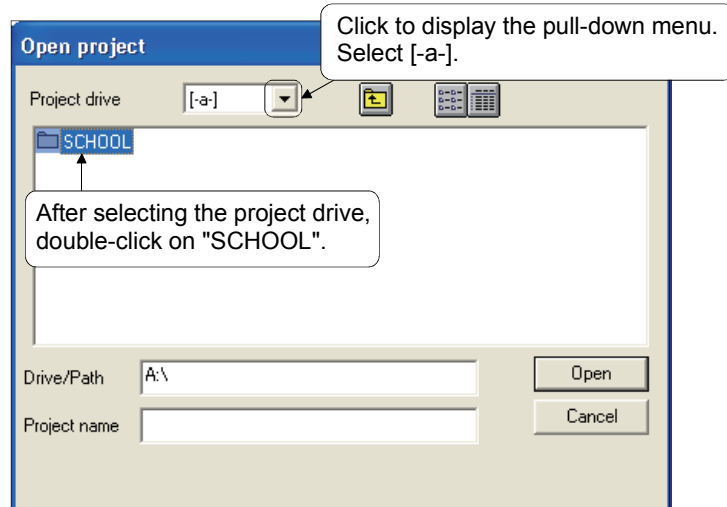 Click to display the pull-down menu.
Select [-a-].
Open project
Project drive [-a-]
SCHOOL
After selecting the project drive,
double-click on "SCHOOL".
Drive/Path A:\ Open
Project name Cancel